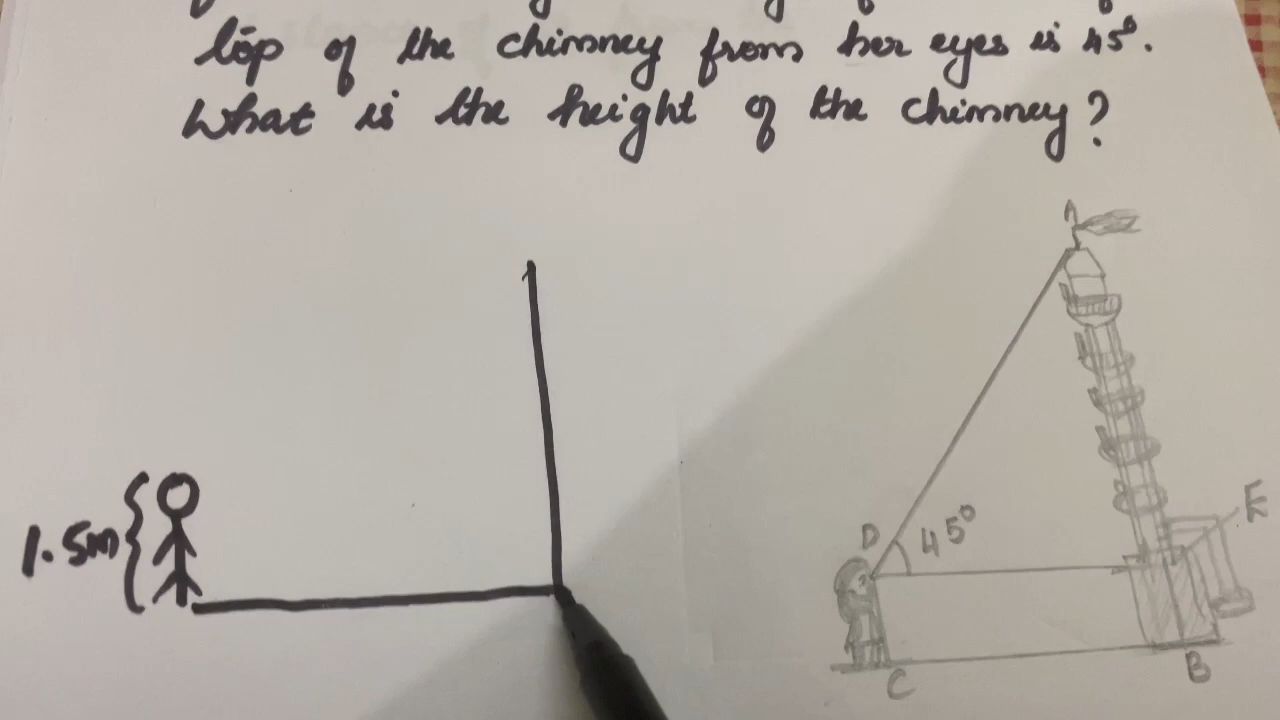 top of the chimney from her eyes is 45°.
What is the height of the chimney?
A
1.5m
D
45°
E
C
B